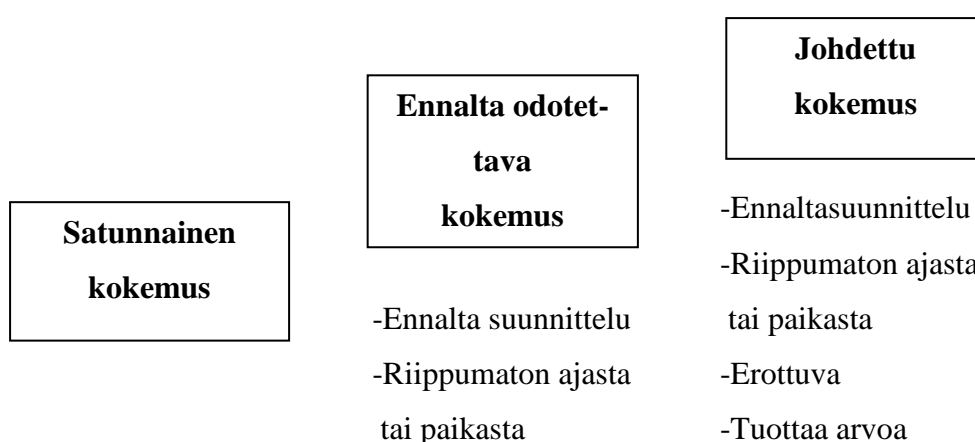 Satunnainen
kokemus
Ennalta odotet-
tava
kokemus
-Ennalta suunnittelu
-Riippumaton ajasta
tai paikasta
Johdettu
kokemus
-Ennaltasuunnittelu
-Riippumaton ajasta
tai paikasta
-Erottuva
-Tuottaa arvoa